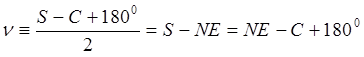 ν ≡ (S − C + 180⁰) / 2 = S − NE = NE − C + 180⁰